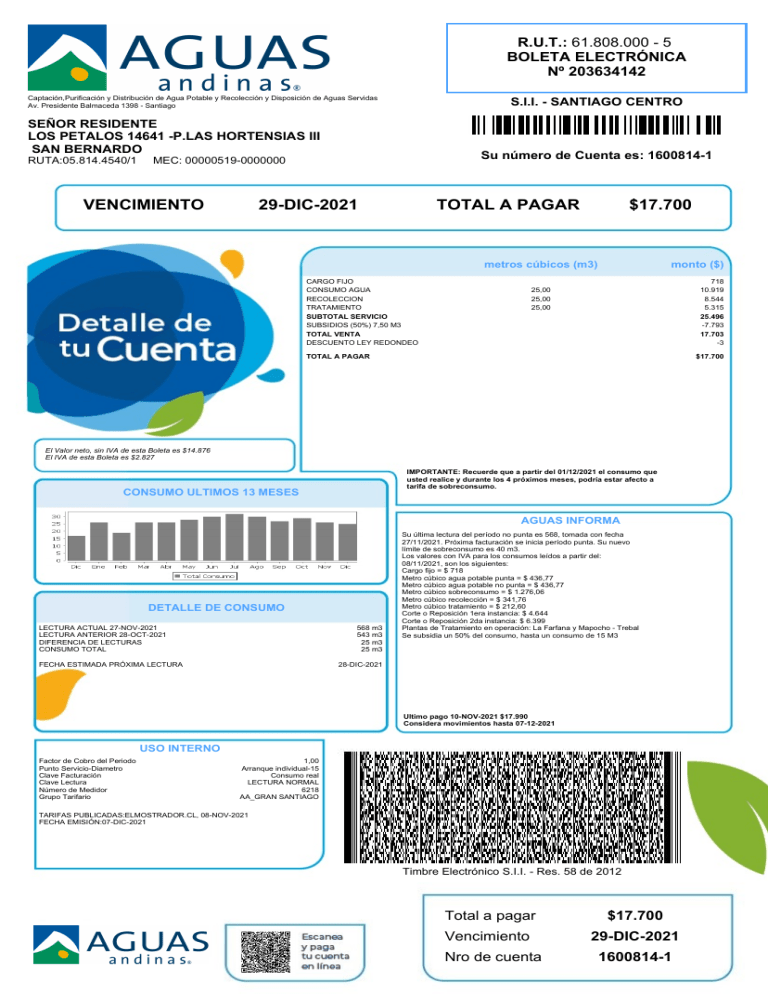 AGUAS
andinas®
Captación,Purificación y Distribución de Agua Potable y Recolección y Disposición de Aguas Servidas
Av. Presidente Balmaceda 1398 - Santiago
R.U.T.: 61.808.000 - 5
BOLETA ELECTRÓNICA
Nº 203634142
S.I.I. - SANTIAGO CENTRO
SEÑOR RESIDENTE
LOS PETALOS 14641 -P.LAS HORTENSIAS III
SAN BERNARDO
RUTA:05.814.4540/1 MEC: 00000519-0000000
Su número de Cuenta es: 1600814-1
VENCIMIENTO 29-DIC-2021 TOTAL A PAGAR $17.700
Detalle de
tu Cuenta
metros cúbicos (m3) monto ($)
CARGO FIJO 718
CONSUMO AGUA 25,00 10.919
RECOLECCION 25,00 8.544
TRATAMIENTO 25,00 5.315
SUBTOTAL SERVICIO 25.496
SUBSIDIOS (50%) 7,50 M3 -7.793
TOTAL VENTA 17.703
DESCUENTO LEY REDONDEO -3
TOTAL A PAGAR $17.700
El Valor neto, sin IVA de esta Boleta es $14.876
El IVA de esta Boleta es $2.827
IMPORTANTE: Recuerde que a partir del 01/12/2021 el consumo que
usted realice y durante los 4 próximos meses, podría estar afecto a
tarifa de sobreconsumo.
CONSUMO ULTIMOS 13 MESES
30
25
20
15
10
5
0
Dic Ene Feb Mar Abr May Jun Jul Ago Sep Oct Nov Dic
Total Consumo
AGUAS INFORMA
Su última lectura del período no punta es 568, tomada con fecha
27/11/2021. Próxima facturación se inicia período punta. Su nuevo
límite de sobreconsumo es 40 m3.
Los valores con IVA para los consumos leídos a partir del:
08/11/2021, son los siguientes:
Cargo fijo = $ 718
Metro cúbico agua potable punta = $ 436,77
Metro cúbico agua potable no punta = $ 436,77
Metro cúbico sobreconsumo = $ 1.276,06
Metro cúbico recolección = $ 341,76
Metro cúbico tratamiento = $ 212,60
Corte o Reposición 1era instancia: $ 4.644
Corte o Reposición 2da instancia: $ 6.399
Plantas de Tratamiento en operación: La Farfana y Mapocho - Trebal
Se subsidia un 50% del consumo, hasta un consumo de 15 M3
DETALLE DE CONSUMO
LECTURA ACTUAL 27-NOV-2021 568 m3
LECTURA ANTERIOR 28-OCT-2021 543 m3
DIFERENCIA DE LECTURAS 25 m3
CONSUMO TOTAL 25 m3
FECHA ESTIMADA PRÓXIMA LECTURA 28-DIC-2021
Ultimo pago 10-NOV-2021 $17.990
Considera movimientos hasta 07-12-2021
USO INTERNO
Factor de Cobro del Periodo 1,00
Punto Servicio-Diametro Arranque individual-15
Clave Facturación Consumo real
Clave Lectura LECTURA NORMAL
Número de Medidor 6218
Grupo Tarifario AA_GRAN SANTIAGO
TARIFAS PUBLICADAS:ELMOSTRADOR.CL, 08-NOV-2021
FECHA EMISIÓN:07-DIC-2021
Timbre Electrónico S.I.I. - Res. 58 de 2012
AGUAS
andinas®
Escanea
y paga
tu cuenta
en línea
Total a pagar $17.700
Vencimiento 29-DIC-2021
Nro de cuenta 1600814-1